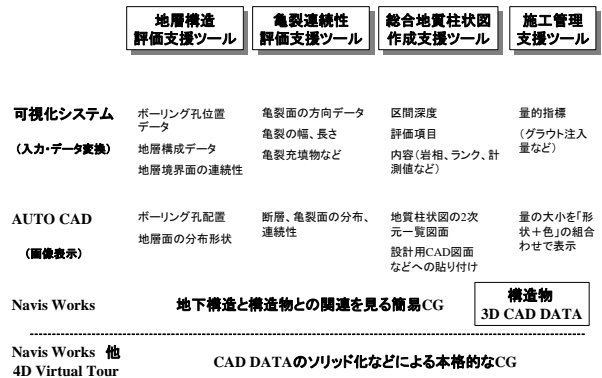 地層構造
評価支援ツール
亀裂連続性
評価支援ツール
総合地質柱状図
作成支援ツール
施工管理
支援ツール
可視化システム
(入力・データ変換)
ボーリング孔位置
データ
地層構成データ
地層境界面の連続性
亀裂面の方向データ
亀裂の幅、長さ
亀裂充填物など
区間深度
評価項目
内容(岩相、ランク、計
測値など)
量的指標
(グラウト注入
量など)
AUTO CAD
(画像表示)
ボーリング孔配置
地層面の分布形状
断層、亀裂面の分布、
連続性
地質柱状図の2次
元一覧図面
設計用CAD図面
などへの貼り付け
量の大小を「形
状+色」の組合
わせで表示
Navis Works
地下構造と構造物との関連を見る簡易CG
構造物
3D CAD DATA
Navis Works 他
4D Virtual Tour
CAD DATAのソリッド化などによる本格的なCG